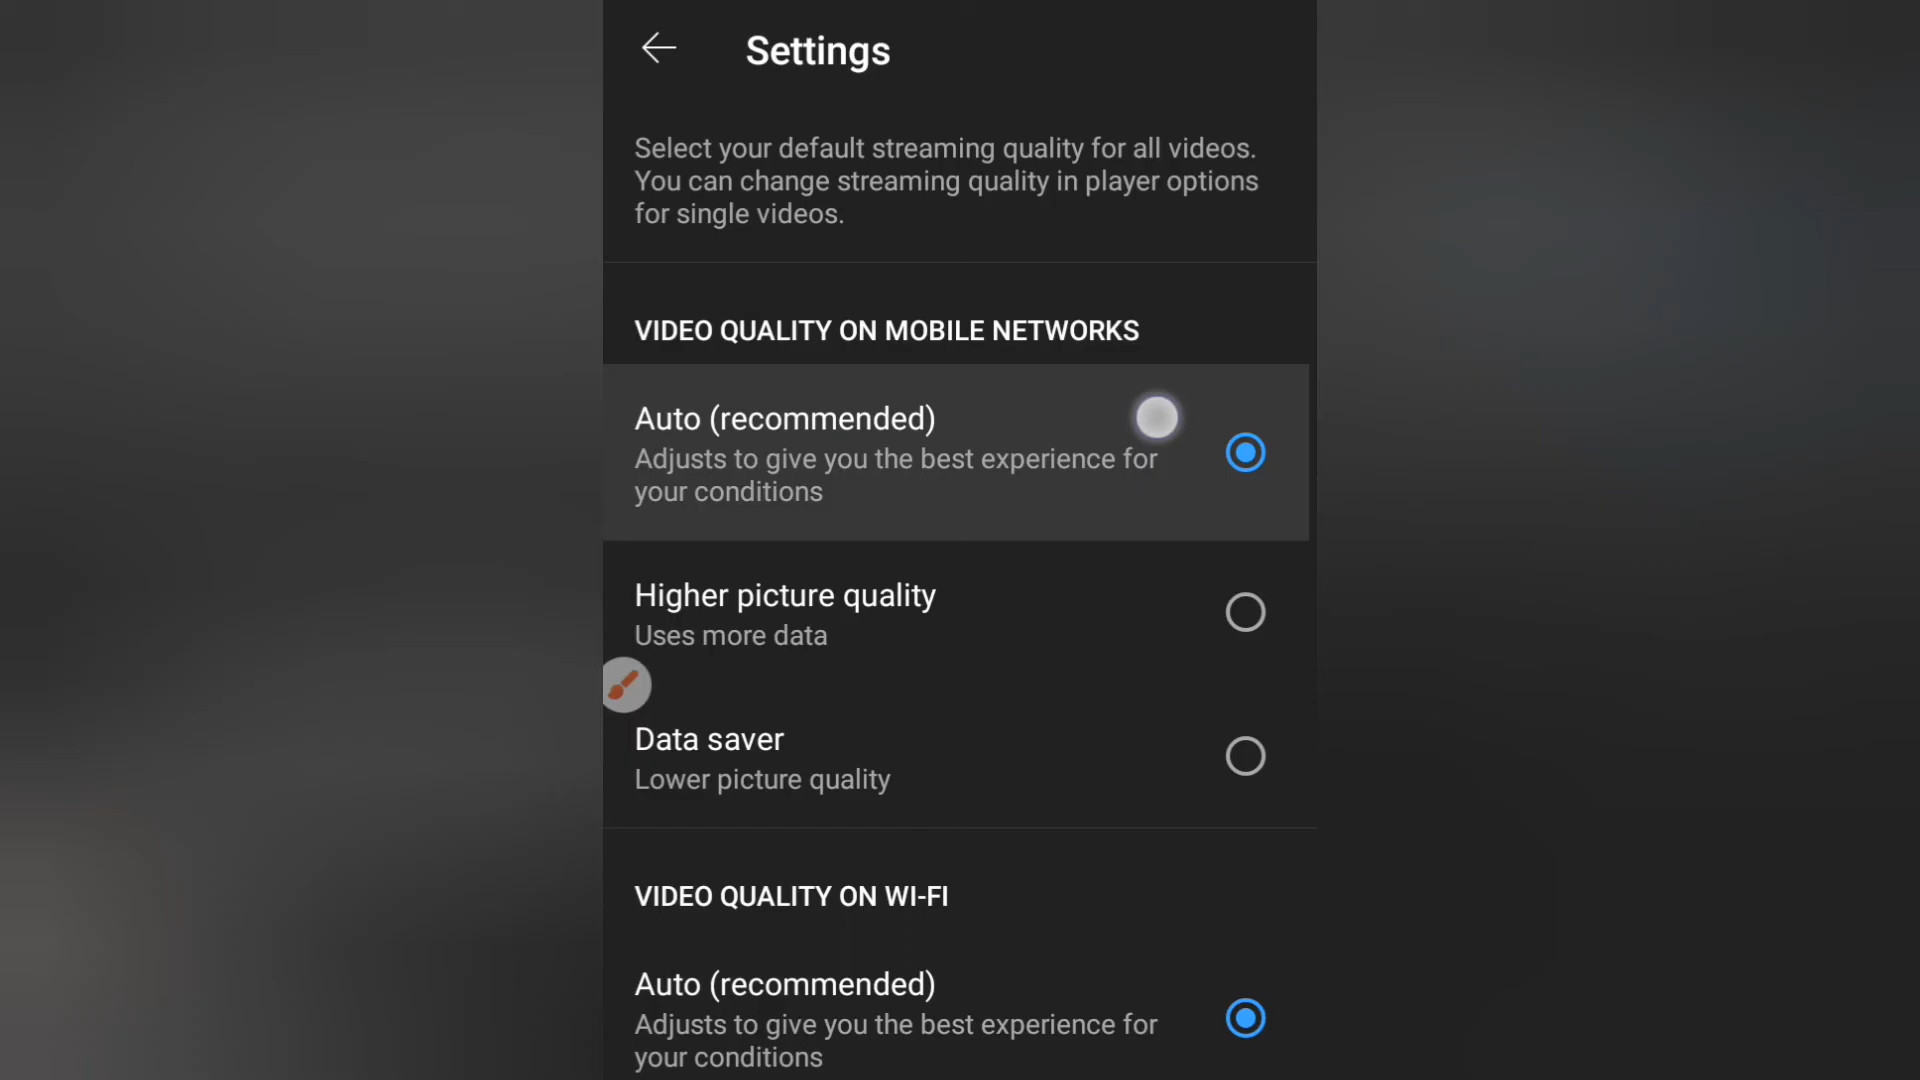 Settings
Select your default streaming quality for all videos.
You can change streaming quality in player options
for single videos.
VIDEO QUALITY ON MOBILE NETWORKS
Auto (recommended)
Adjusts to give you the best experience for
your conditions
Higher picture quality
Uses more data
Data saver
Lower picture quality
VIDEO QUALITY ON WI-FI
Auto (recommended)
Adjusts to give you the best experience for
your conditions